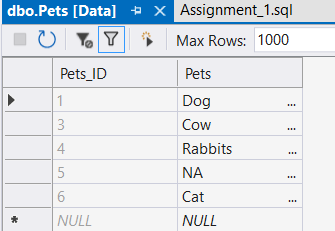 dbo.Pets [Data] Assignment_1.sql
Max Rows: 1000
Pets_ID Pets
1 Dog ...
3 Cow ...
4 Rabbits ...
5 NA ...
6 Cat ...
NULL NULL